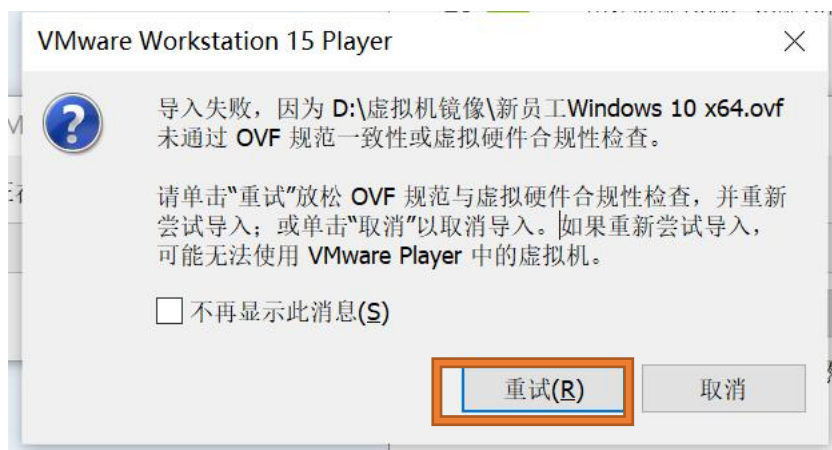 VMware Workstation 15 Player
导入失败，因为 D:\虚拟机镜像\新员工Windows 10 x64.ovf
未通过 OVF 规范一致性或虚拟硬件合规性检查。
请单击“重试”放松 OVF 规范与虚拟硬件合规性检查，并重新
尝试导入；或单击“取消”以取消导入。如果重新尝试导入，
可能无法使用 VMware Player 中的虚拟机。
不再显示此消息(S)
重试(R)
取消